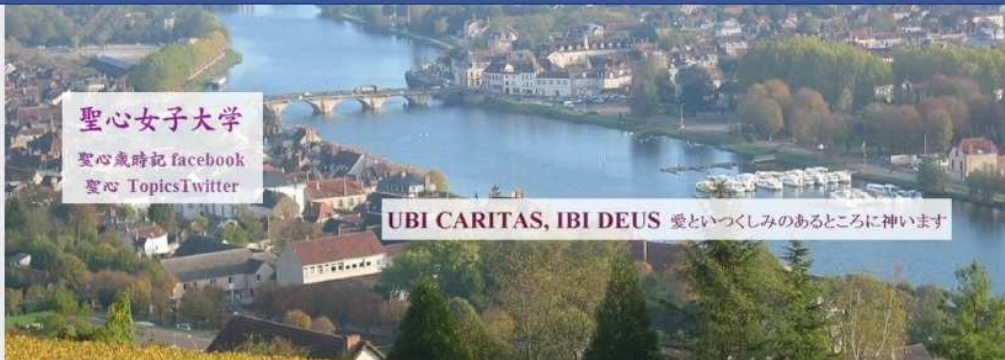 聖心女子大学
聖心歳時記 facebook
聖心 TopicsTwitter
UBI CARITAS, IBI DEUS 愛といつくしみのあるところに神います